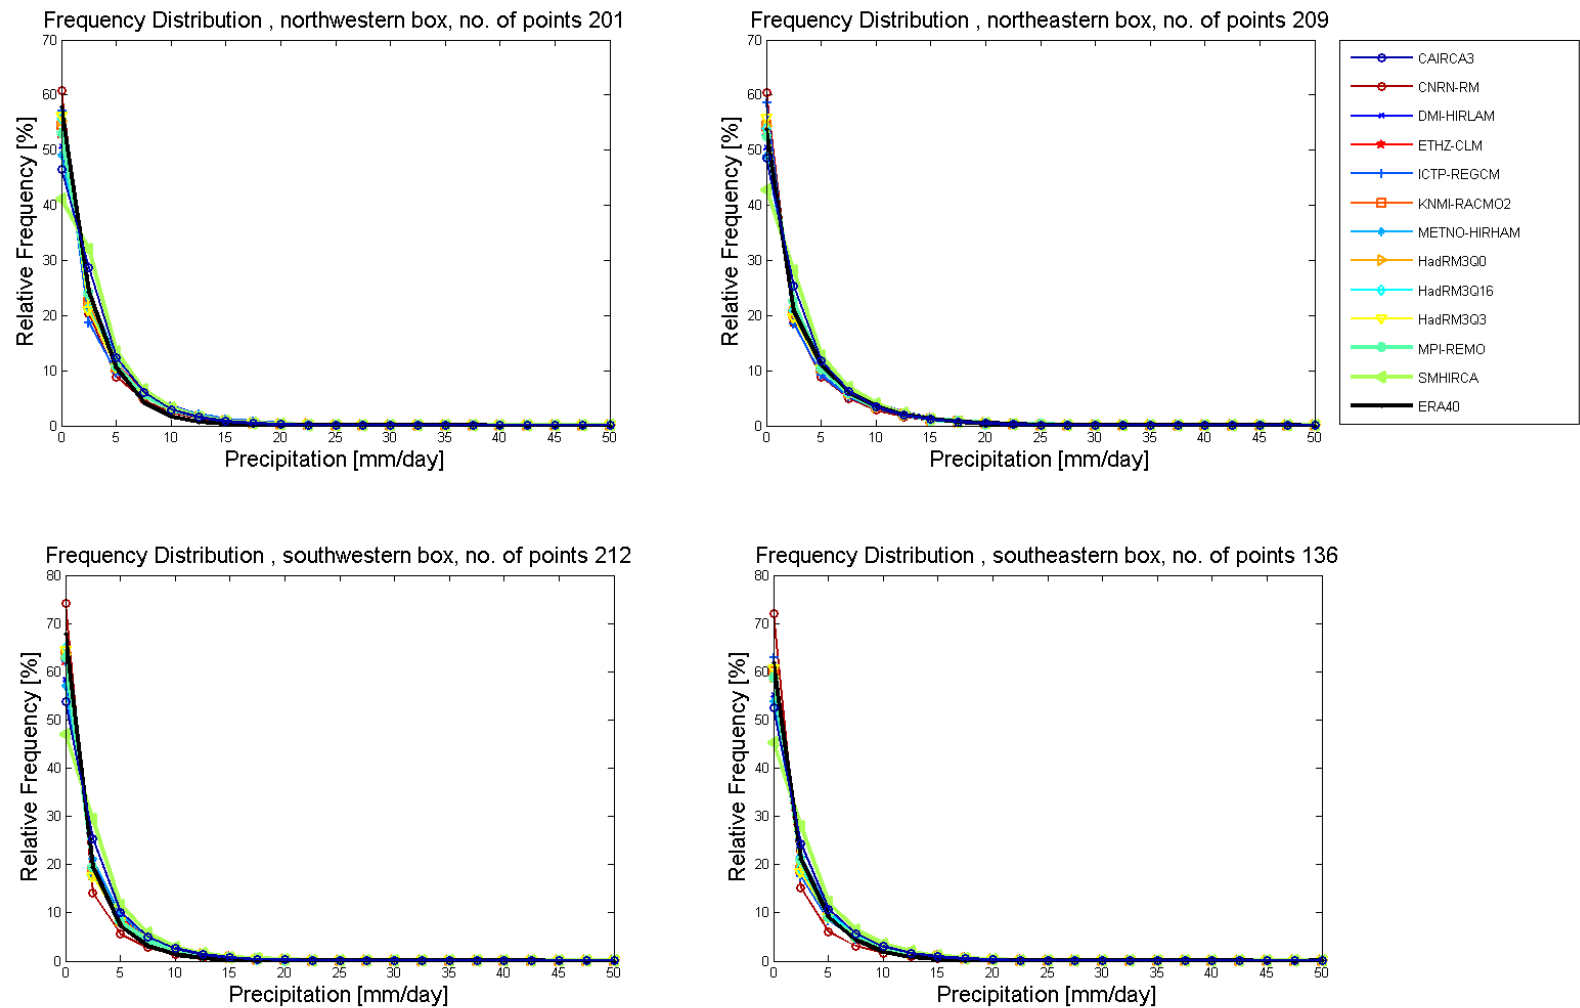 Frequency Distribution , northwestern box, no. of points 201
70
60
50
40
30
20
10
0
Relative Frequency [%]
0 5 10 15 20 25 30 35 40 45 50
Precipitation [mm/day]
Frequency Distribution , northeastern box, no. of points 209
70
60
50
40
30
20
10
0
Relative Frequency [%]
0 5 10 15 20 25 30 35 40 45 50
Precipitation [mm/day]
CAIRCA3
CNRN-RM
DMI-HIRLAM
ETHZ-CLM
ICTP-REGCM
KNMI-RACMO2
METNO-HIRHAM
HadRM3Q0
HadRM3Q16
HadRM3Q3
MPI-REMO
SMHIRCA
ERA40
Frequency Distribution , southwestern box, no. of points 212
80
70
60
50
40
30
20
10
0
Relative Frequency [%]
0 5 10 15 20 25 30 35 40 45 50
Precipitation [mm/day]
Frequency Distribution , southeastern box, no. of points 136
80
70
60
50
40
30
20
10
0
Relative Frequency [%]
0 5 10 15 20 25 30 35 40 45 50
Precipitation [mm/day]